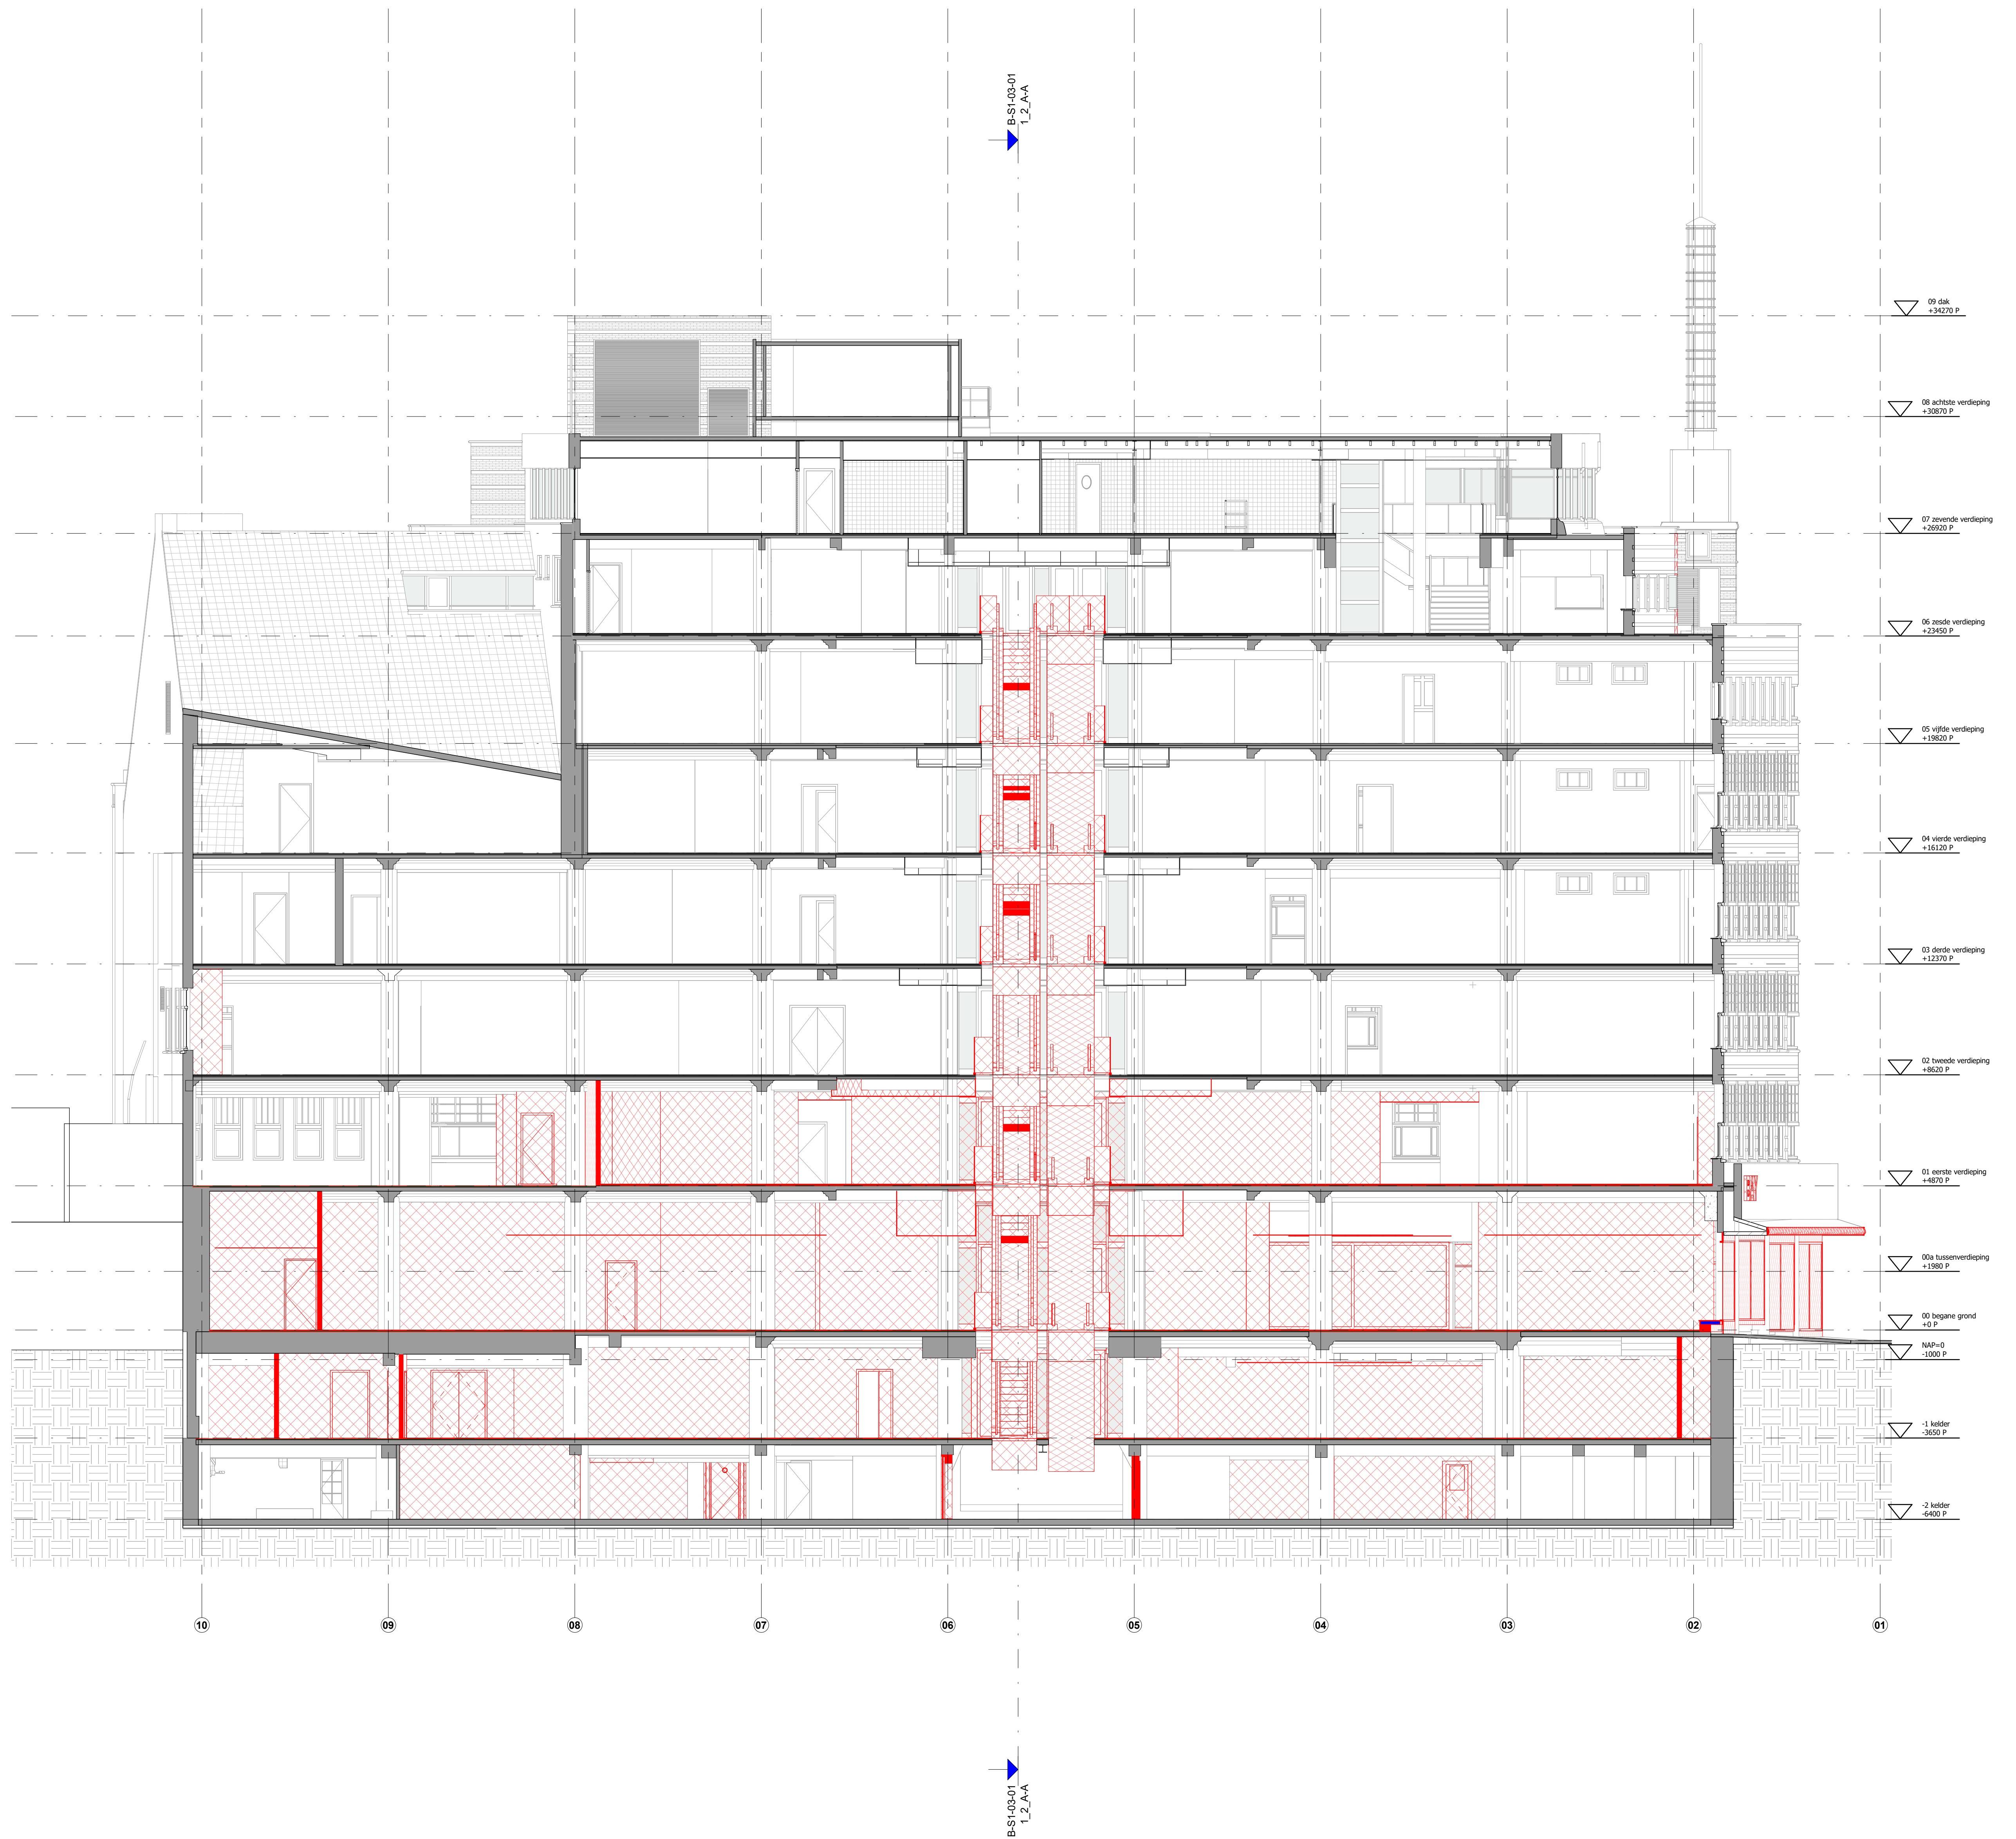 B-S1-03-01
1_2_A-A
09 dak
+34270 P
08 achtste verdieping
+30870 P
07 zevende verdieping
+26920 P
06 zesde verdieping
+23450 P
05 vijfde verdieping
+19820 P
04 vierde verdieping
+16120 P
03 derde verdieping
+12370 P
02 tweede verdieping
+8620 P
01 eerste verdieping
+4870 P
00a tussenverdieping
+1980 P
00 begane grond
+0 P
NAP=0
-1000 P
-1 kelder
-3650 P
-2 kelder
-6400 P
10 09 08 07 06 05 04 03 02 01
B-S1-03-01
1_2_A-A